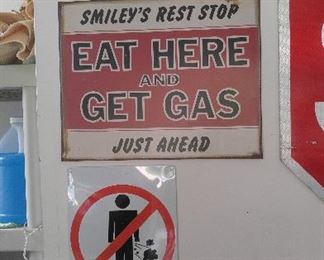 SMILEY'S REST STOP
EAT HERE
AND
GET GAS
JUST AHEAD